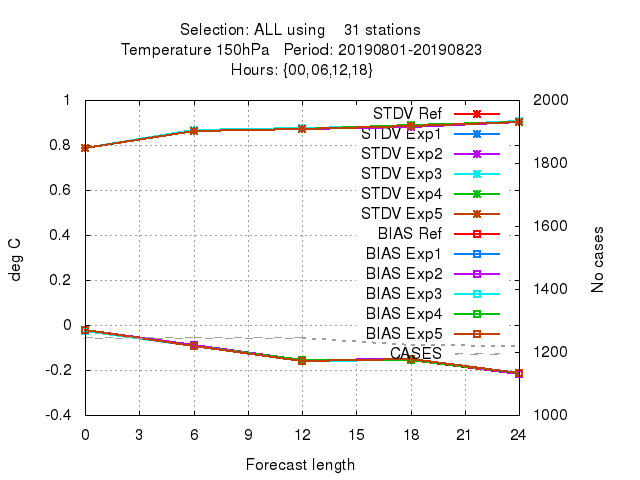 Selection: ALL using 31 stations
Temperature 150hPa Period: 20190801-20190823
Hours: {00,06,12,18}
1
0.8
0.6
0.4
0.2
0
-0.2
-0.4
deg C
2000
1800
1600
1400
1200
1000
No cases
STDV Ref
STDV Exp1
STDV Exp2
STDV Exp3
STDV Exp4
STDV Exp5
BIAS Ref
BIAS Exp1
BIAS Exp2
BIAS Exp3
BIAS Exp4
BIAS Exp5
CASES
0 3 6 9 12 15 18 21 24
Forecast length